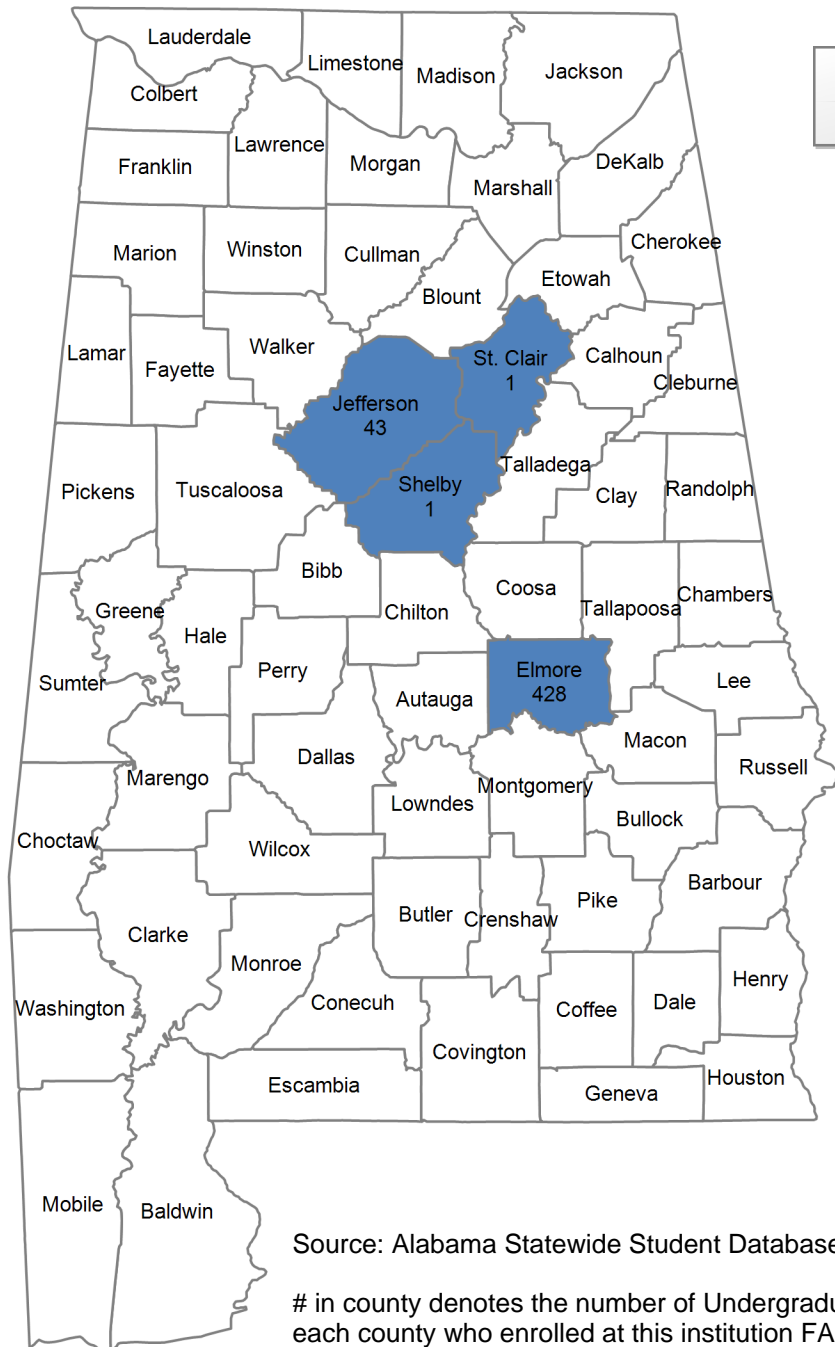 Lauderdale
Limestone
Madison
Jackson
Colbert
Lawrence
Franklin
Morgan
DeKalb
Marshall
Cherokee
Marion
Winston
Cullman
Etowah
Blount
Lamar
Fayette
Walker
St. Clair
1
Calhoun
Cleburne
Jefferson
43
Pickens
Tuscaloosa
Shelby
1
Talladega
Clay
Randolph
Bibb
Coosa
Chambers
Greene
Hale
Chilton
Tallapoosa
Perry
Elmore
428
Lee
Sumter
Autauga
Macon
Dallas
Russell
Marengo
Montgomery
Lowndes
Bullock
Choctaw
Wilcox
Barbour
Butler
Crenshaw
Pike
Clarke
Monroe
Henry
Washington
Conecuh
Coffee
Dale
Covington
Escambia
Houston
Geneva
Mobile
Baldwin
Source: Alabama Statewide Student Database
# in county denotes the number of Undergradu
each county who enrolled at this institution FA